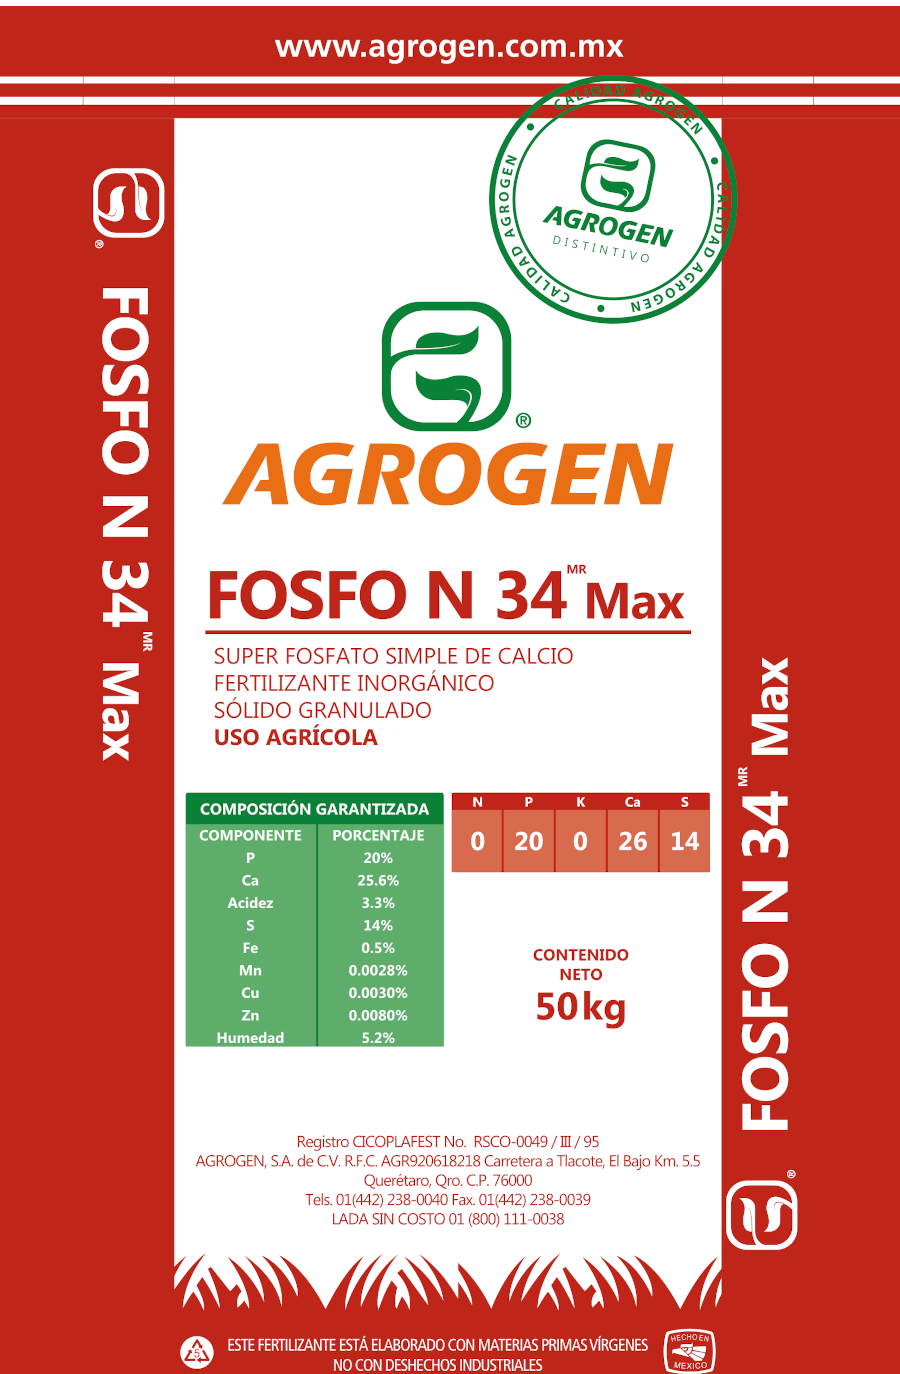 www.agrogen.com.mx
CALIDAD AGROGEN • CALIDAD AGROGEN • CALIDAD AGROGEN •
AGROGEN
DISTINTIVO
®
FOSFO N 34 MR Max
®
AGROGEN
FOSFO N 34 MR Max
SUPER FOSFATO SIMPLE DE CALCIO
FERTILIZANTE INORGÁNICO
SÓLIDO GRANULADO
USO AGRÍCOLA
COMPOSICIÓN GARANTIZADA
COMPONENTE PORCENTAJE
P 20%
Ca 25.6%
Acidez 3.3%
S 14%
Fe 0.5%
Mn 0.0028%
Cu 0.0030%
Zn 0.0080%
Humedad 5.2%
N P K Ca S
0 20 0 26 14
CONTENIDO
NETO
50kg
FOSFO N 34 MR Max
®
Registro CICOPLAFEST No. RSCO-0049 / III / 95
AGROGEN, S.A. de C.V. R.F.C. AGR920618218 Carretera a Tlacote, El Bajo Km. 5.5
Querétaro, Qro. C.P. 76000
Tels. 01(442) 238-0040 Fax. 01(442) 238-0039
LADA SIN COSTO 01 (800) 111-0038
5
ESTE FERTILIZANTE ESTÁ ELABORADO CON MATERIAS PRIMAS VÍRGENES
NO CON DESHECHOS INDUSTRIALES
HECHO EN
MEXICO